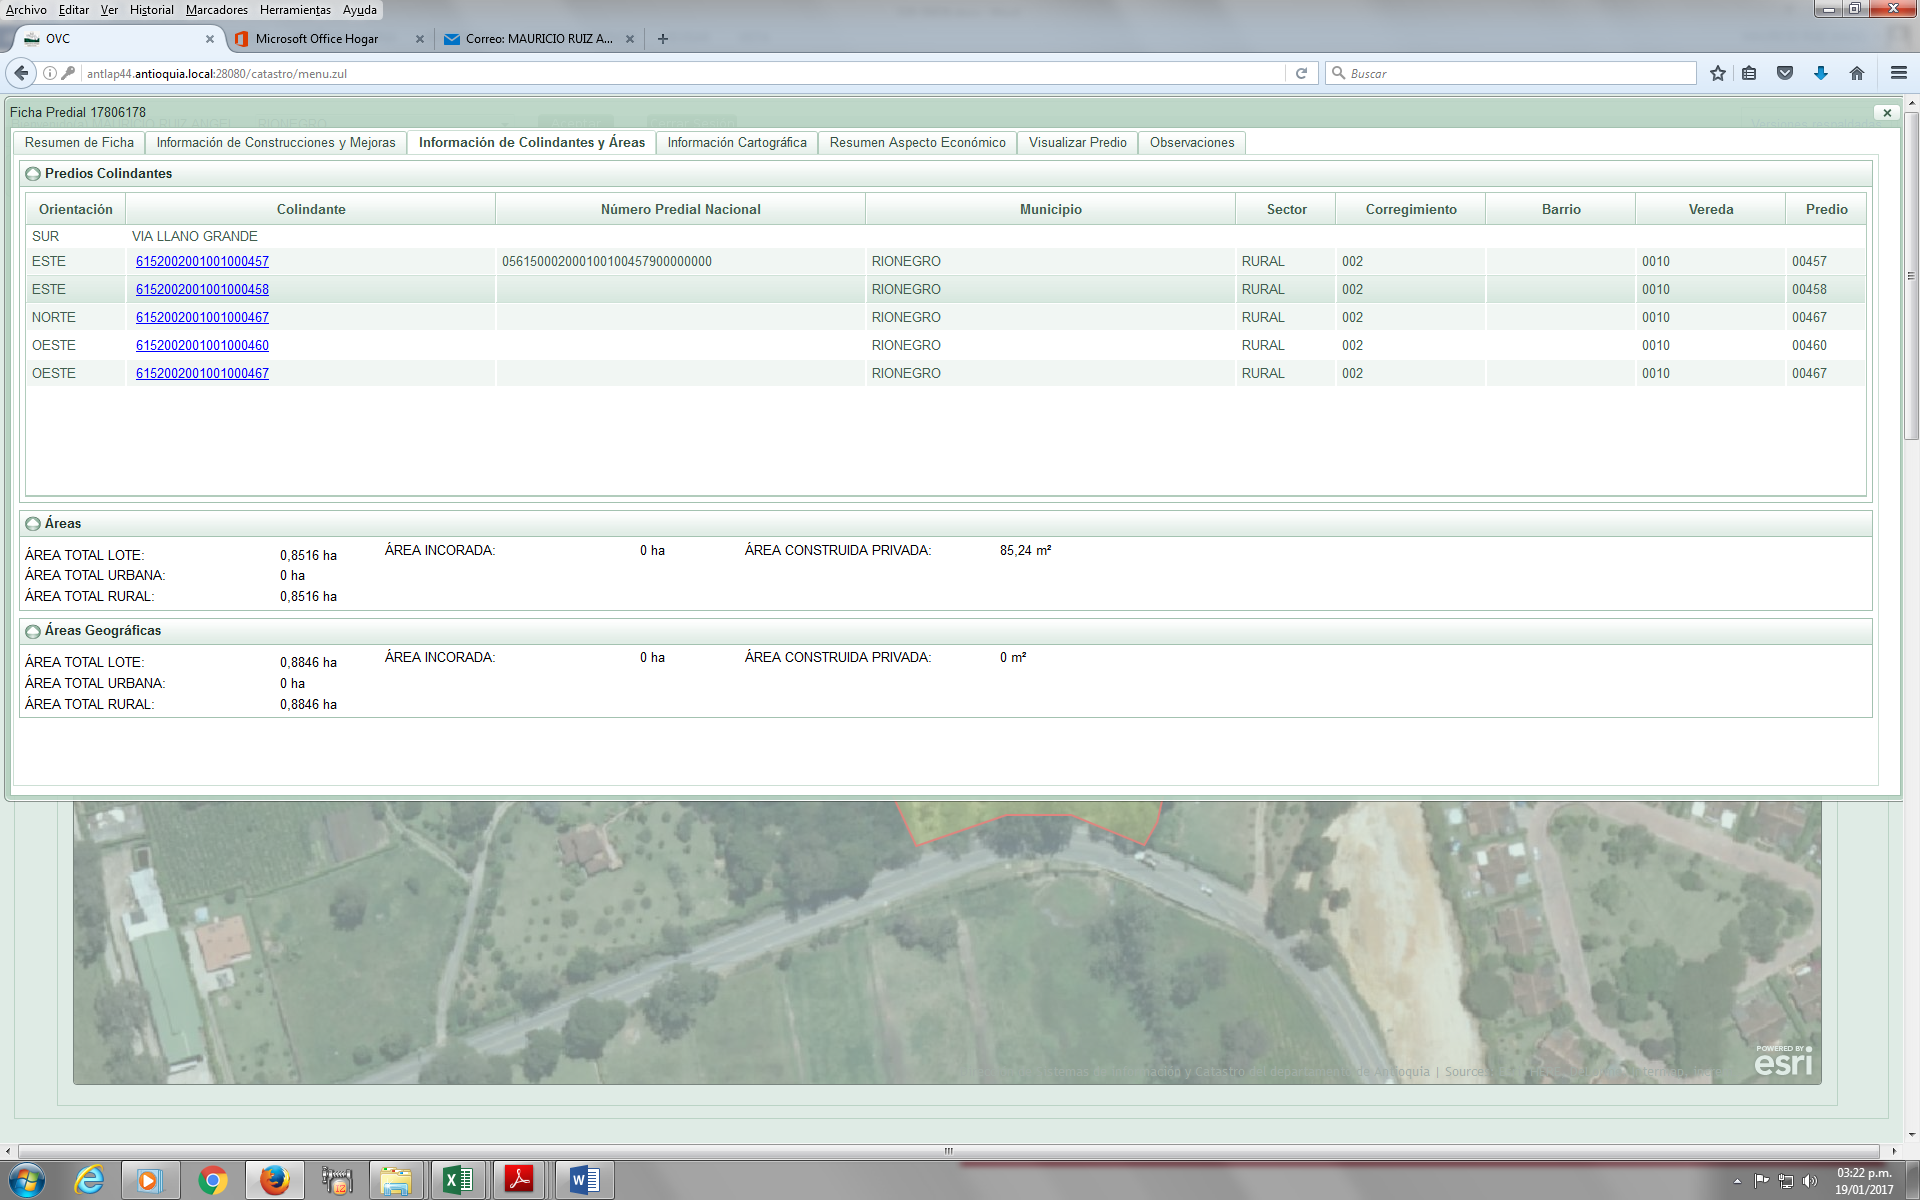 Archivo Editar Ver Historial Marcadores Herramientas Ayuda
OVC
Microsoft Office Hogar
Correo: MAURICIO RUIZ A...
antlap44.antioquia.local:28080/catastro/menu.zul
Buscar
Ficha Predial 17806178
Resumen de Ficha
Información de Construcciones y Mejoras
Información de Colindantes y Áreas
Información Cartográfica
Resumen Aspecto Económico
Visualizar Predio
Observaciones
Predios Colindantes
Orientación Colindante Número Predial Nacional Municipio Sector Corregimiento Barrio Vereda Predio
SUR VIA LLANO GRANDE
ESTE 6152002001001000457 056150002000100100457900000000 RIONEGRO RURAL 002 0010 00457
ESTE 6152002001001000458 RIONEGRO RURAL 002 0010 00458
NORTE 6152002001001000467 RIONEGRO RURAL 002 0010 00467
OESTE 6152002001001000460 RIONEGRO RURAL 002 0010 00460
OESTE 6152002001001000467 RIONEGRO RURAL 002 0010 00467
Áreas
ÁREA TOTAL LOTE: 0,8516 ha ÁREA INCORADA: 0 ha ÁREA CONSTRUIDA PRIVADA: 85,24 m²
ÁREA TOTAL URBANA: 0 ha
ÁREA TOTAL RURAL: 0,8516 ha
Áreas Geográficas
ÁREA TOTAL LOTE: 0,8846 ha ÁREA INCORADA: 0 ha ÁREA CONSTRUIDA PRIVADA: 0 m²
ÁREA TOTAL URBANA: 0 ha
ÁREA TOTAL RURAL: 0,8846 ha
POWERED BY
esri
y Catastro del departamento de Antioquia | Source:
03:22 p.m.
19/01/2017